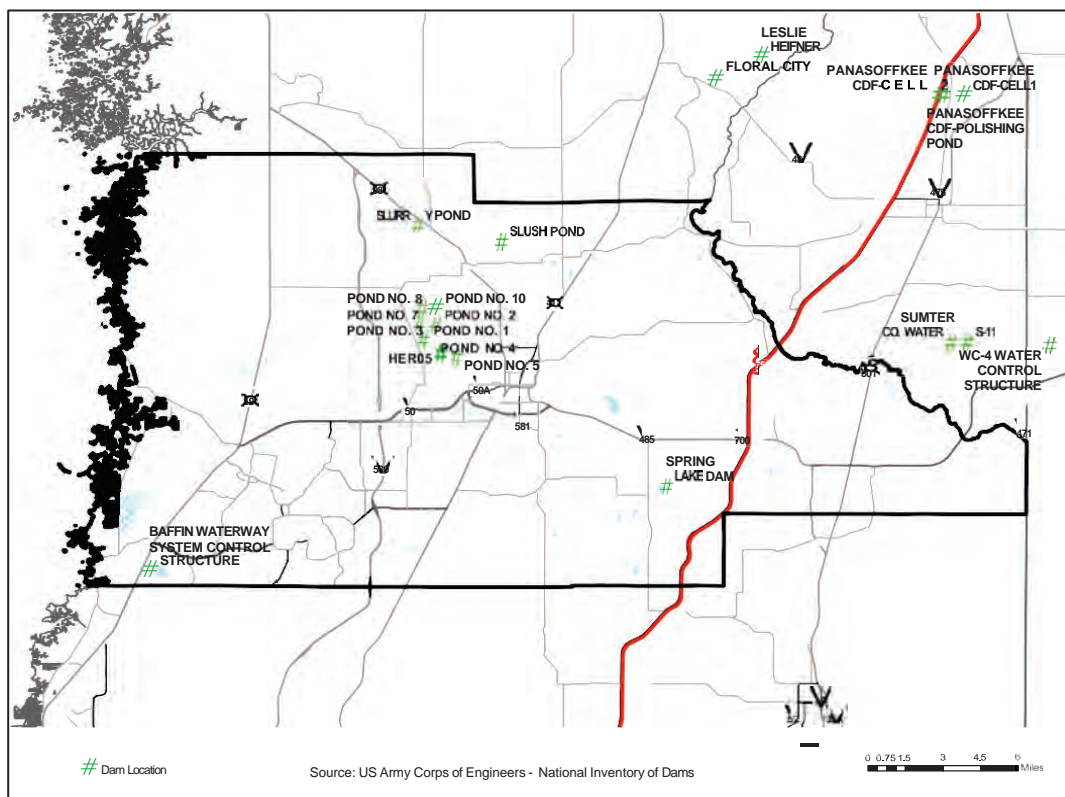 LESLIE
HEIFNER
FLORAL CITY
PANASOFFKEE PANASOFFKEE
CDF-CELL 2 CDF-CELL1
PANASOFFKEE
CDF-POLISHING
POND
SLURR Y POND
SLUSH POND
POND NO. 8 POND NO. 10
POND NO. 7 POND NO. 2
POND NO. 3 POND NO. 1
HER05 POND NO. 4
POND NO. 5
SUMTER
CO. WATER S-11
WC-4 WATER
CONTROL
STRUCTURE
50A
50
581
485
700
471
SPRING
LAKE DAM
BAFFIN WATERWAY
SYSTEM CONTROL
STRUCTURE
# Dam Location
Source: US Army Corps of Engineers - National Inventory of Dams
0 0.75 1.5 3 4.5 6
Miles